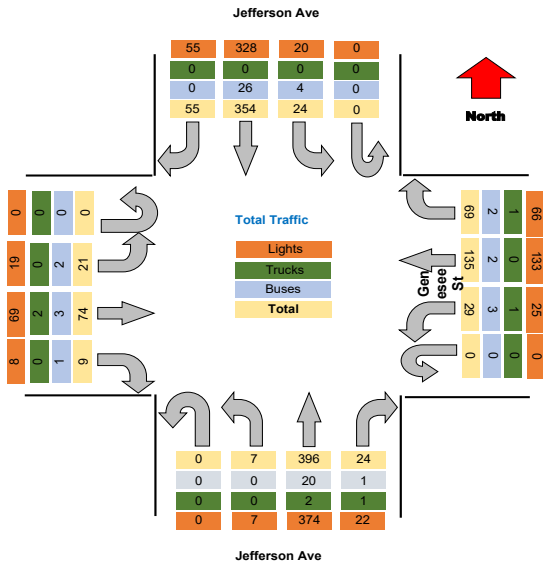 Jefferson Ave
55 328 20 0
0 0 0 0
0 26 4 0
55 354 24 0
North
0 0 0 0
19 0 2 21
69 2 3 74
8 0 1 9
Total Traffic
Lights
Trucks
Buses
Total
69 2 1 66
135 2 0 133
29 3 1 25
0 0 0 0
Gen
esee
St
0 7 396 24
0 0 20 1
0 0 2 1
0 7 374 22
Jefferson Ave